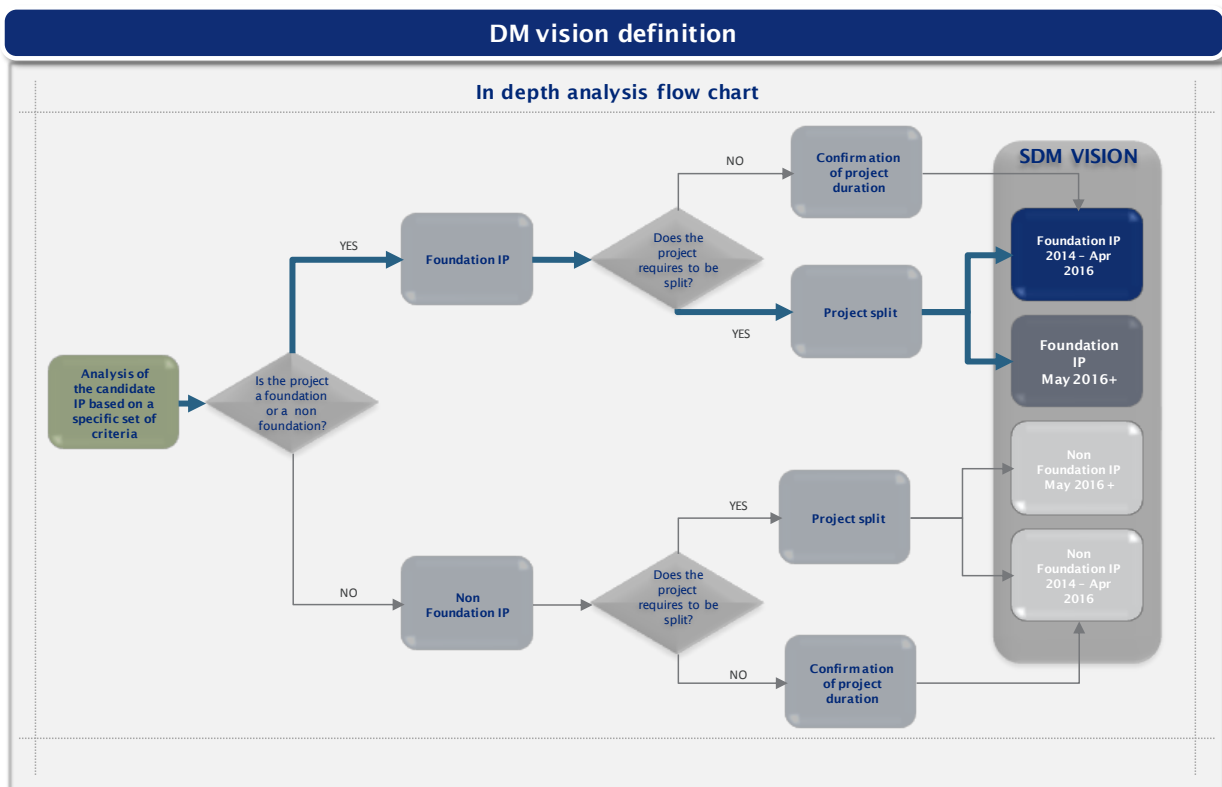 DM vision definition
In depth analysis flow chart
NO
Confirmation
of project
duration
SDM VISION
YES
Foundation IP
Does the
project
requires to be
split?
Foundation IP
2014 – Apr
2016
YES
Project split
Foundation
IP
May 2016+
Analysis of
the candidate
IP based on a
specific set of
criteria
Is the project
a foundation
or a non
foundation?
Non
Foundation IP
May 2016 +
YES
Project split
Non
Foundation IP
2014 – Apr
2016
NO
Non
Foundation IP
Does the
project
requires to be
split?
NO
Confirmation
of project
duration